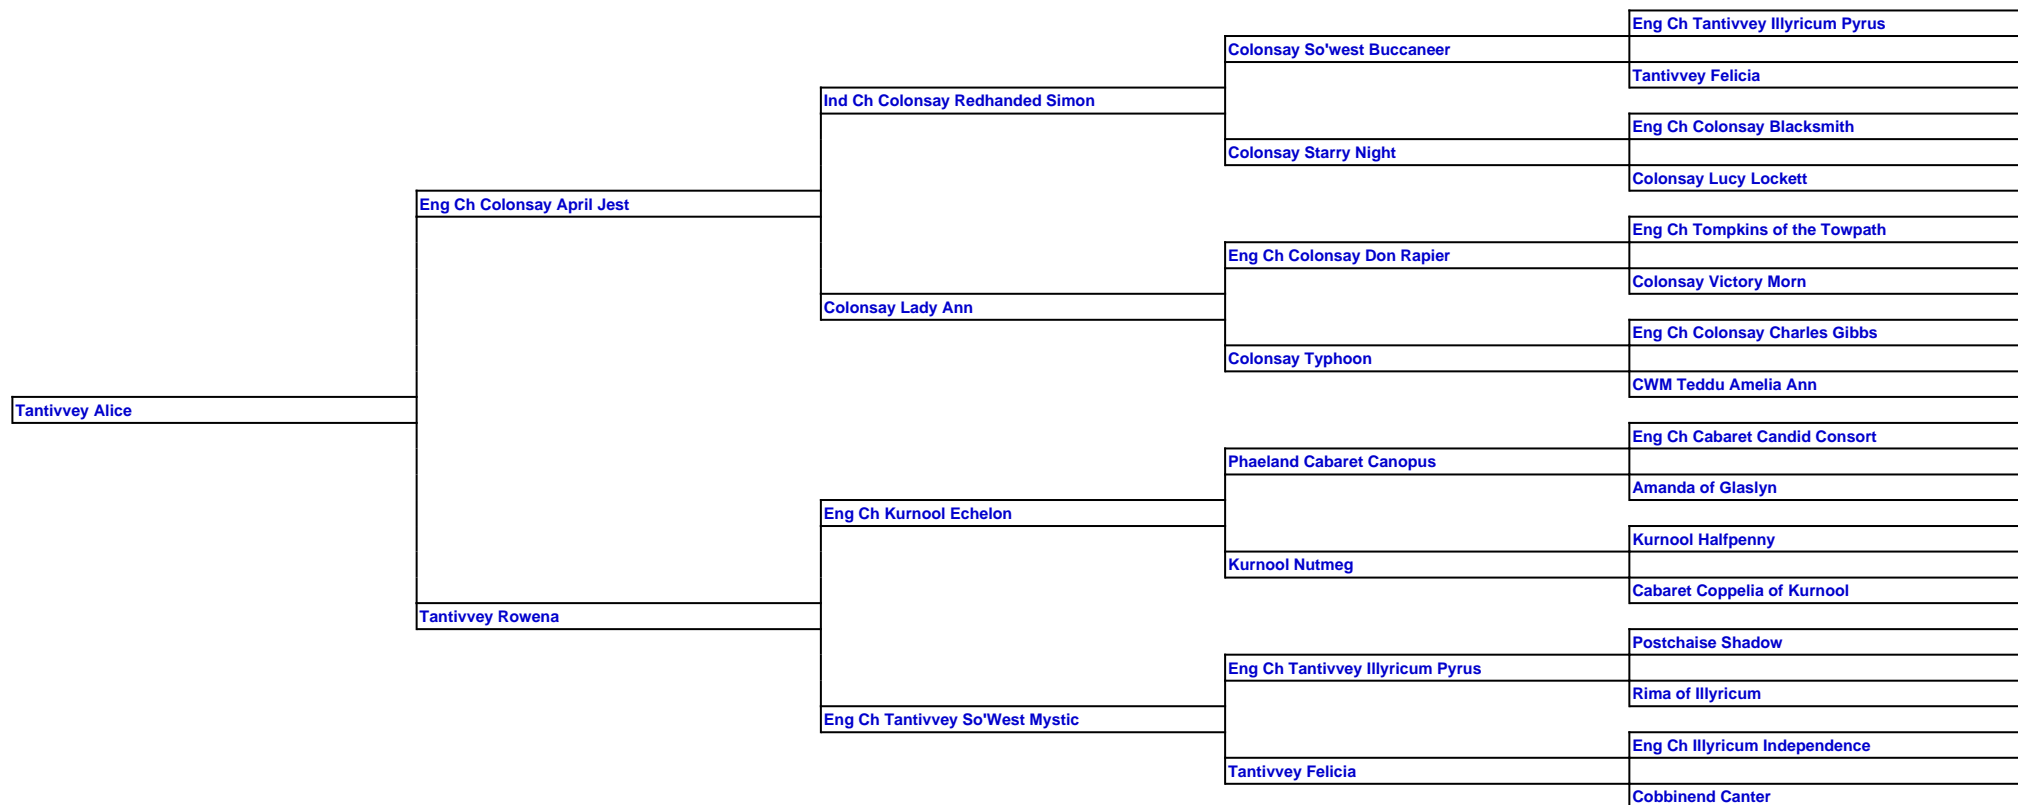 Eng Ch Tantivvey Illyricum Pyrus
Colonsay So'west Buccaneer
Tantivvey Felicia
Ind Ch Colonsay Redhanded Simon
Eng Ch Colonsay Blacksmith
Colonsay Starry Night
Colonsay Lucy Lockett
Eng Ch Colonsay April Jest
Eng Ch Tompkins of the Towpath
Eng Ch Colonsay Don Rapier
Colonsay Victory Morn
Colonsay Lady Ann
Eng Ch Colonsay Charles Gibbs
Colonsay Typhoon
CWM Teddu Amelia Ann
Tantivvey Alice
Eng Ch Cabaret Candid Consort
Phaeland Cabaret Canopus
Amanda of Glaslyn
Eng Ch Kurnool Echelon
Kurnool Halfpenny
Kurnool Nutmeg
Cabaret Coppelia of Kurnool
Tantivvey Rowena
Postchaise Shadow
Eng Ch Tantivvey Illyricum Pyrus
Rima of Illyricum
Eng Ch Tantivvey So'West Mystic
Eng Ch Illyricum Independence
Tantivvey Felicia
Cobbinend Canter